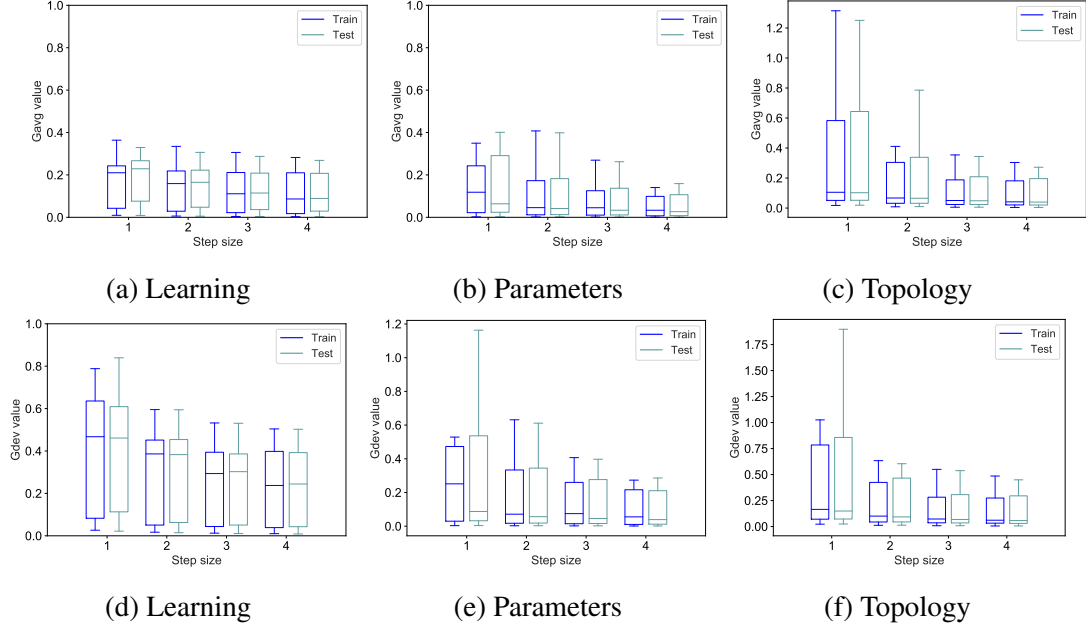 1.0
0.8
0.6
0.4
0.2
0.0
Gavg value
Train
Test
1 2 3 4
Step size
(a) Learning
1.0
0.8
0.6
0.4
0.2
0.0
Gavg value
Train
Test
1 2 3 4
Step size
(b) Parameters
1.2
1.0
0.8
0.6
0.4
0.2
0.0
Gavg value
Train
Test
1 2 3 4
Step size
(c) Topology
1.0
0.8
0.6
0.4
0.2
0.0
Gdev value
Train
Test
1 2 3 4
Step size
(d) Learning
1.2
1.0
0.8
0.6
0.4
0.2
0.0
Gdev value
Train
Test
1 2 3 4
Step size
(e) Parameters
1.75
1.50
1.25
1.00
0.75
0.50
0.25
0.00
Gdev value
Train
Test
1 2 3 4
Step size
(f) Topology